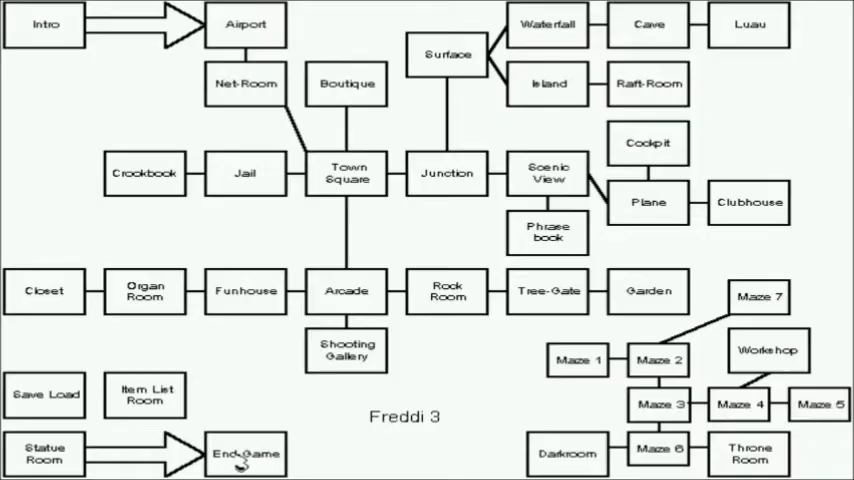 Intro
Airport
Waterfall
Cave
Luau
Surface
Net-Room
Boutique
Island
Raft-Room
Cockpit
Crookbook
Jail
Town
Square
Junction
Scenic
View
Plane
Clubhouse
Phrase
book
Closet
Organ
Room
Funhouse
Arcade
Rock
Room
Tree-Gate
Garden
Maze 7
Shooting
Gallery
Maze 1
Maze 2
Workshop
Save Load
Item List
Room
Freddi 3
Maze 3
Maze 4
Maze 5
Statue
Room
End Game
Darkroom
Maze 6
Throne
Room